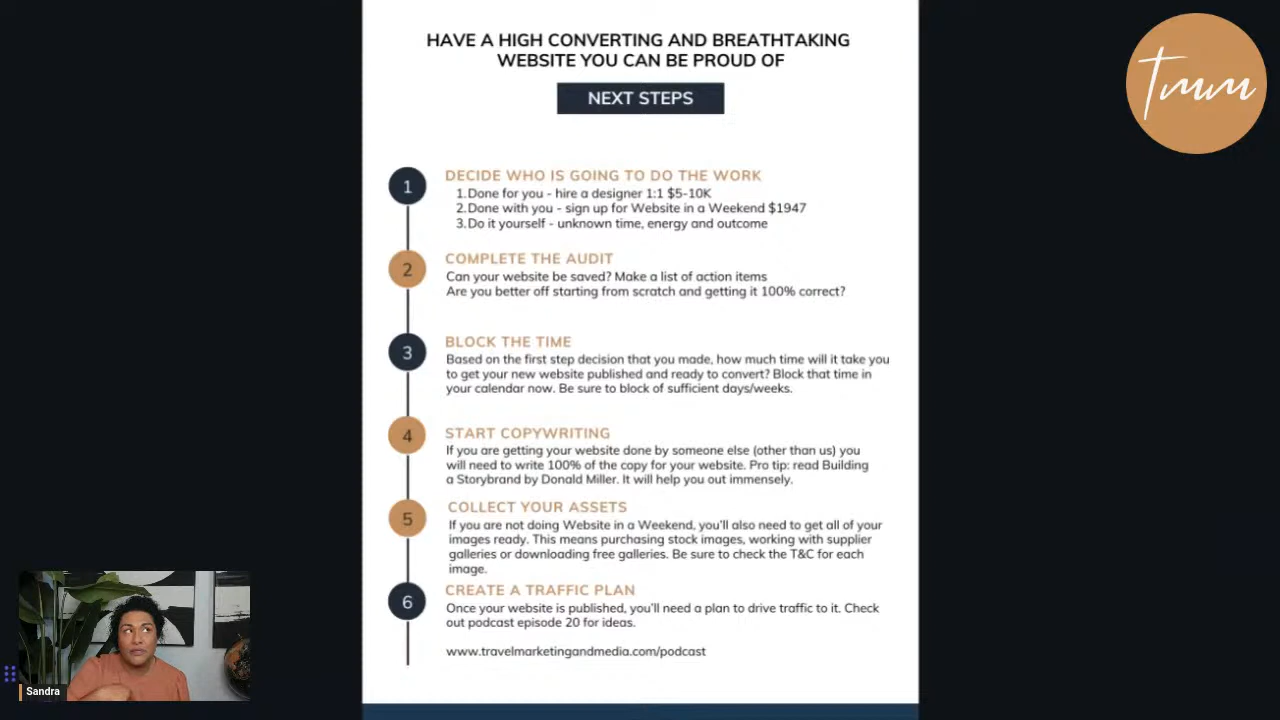 HAVE A HIGH CONVERTING AND BREATHTAKING
WEBSITE YOU CAN BE PROUD OF
NEXT STEPS
tmm
1
DECIDE WHO IS GOING TO DO THE WORK
1.Done for you - hire a designer 1:1 $5-10K
2.Done with you - sign up for Website in a Weekend $1947
3.Do it yourself - unknown time, energy and outcome
2
COMPLETE THE AUDIT
Can your website be saved? Make a list of action items
Are you better off starting from scratch and getting it 100% correct?
3
BLOCK THE TIME
Based on the first step decision that you made, how much time will it take you
to get your new website published and ready to convert? Block that time in
your calendar now. Be sure to block of sufficient days/weeks.
4
START COPYWRITING
If you are getting your website done by someone else (other than us) you
will need to write 100% of the copy for your website. Pro tip: read Building
a Storybrand by Donald Miller. It will help you out immensely.
5
COLLECT YOUR ASSETS
If you are not doing Website in a Weekend, you'll also need to get all of your
images ready. This means purchasing stock images, working with supplier
galleries or downloading free galleries. Be sure to check the T&C for each
image.
6
CREATE A TRAFFIC PLAN
Once your website is published, you'll need a plan to drive traffic to it. Check
out podcast episode 20 for ideas.
www.travelmarketingandmedia.com/podcast
Sandra